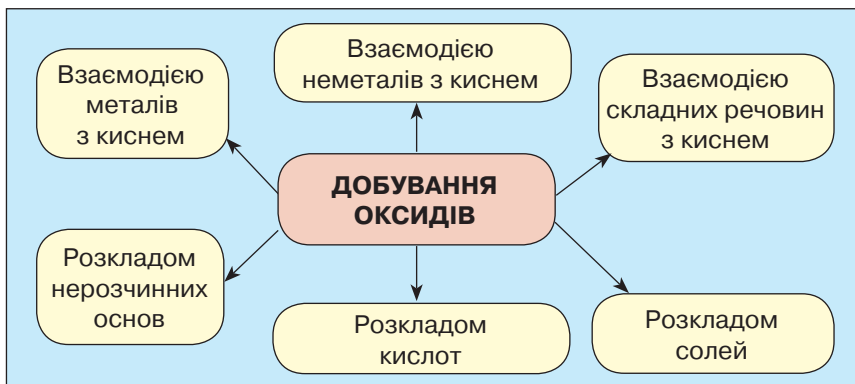 Взаємодією
металів
з киснем
Взаємодією
неметалів з киснем
Взаємодією
складних речовин
з киснем
ДОБУВАННЯ
ОКСИДІВ
Розкладом
нерозчинних
основ
Розкладом
кислот
Розкладом
солей